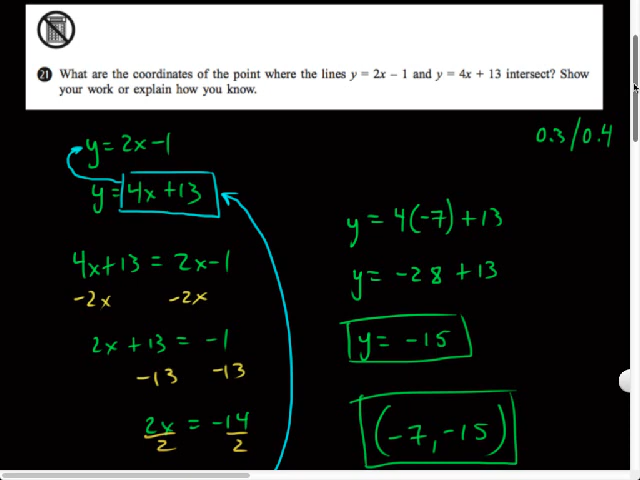 21 What are the coordinates of the point where the lines y = 2x – 1 and y = 4x + 13 intersect? Show
your work or explain how you know.
0.3/0.4
y = 2x - 1
y = 4x + 13
4x + 13 = 2x - 1
-2x -2x
2x + 13 = -1
-13 -13
2x = -14
2 2
y = 4(-7) + 13
y = -28 + 13
y = -15
(-7, -15)